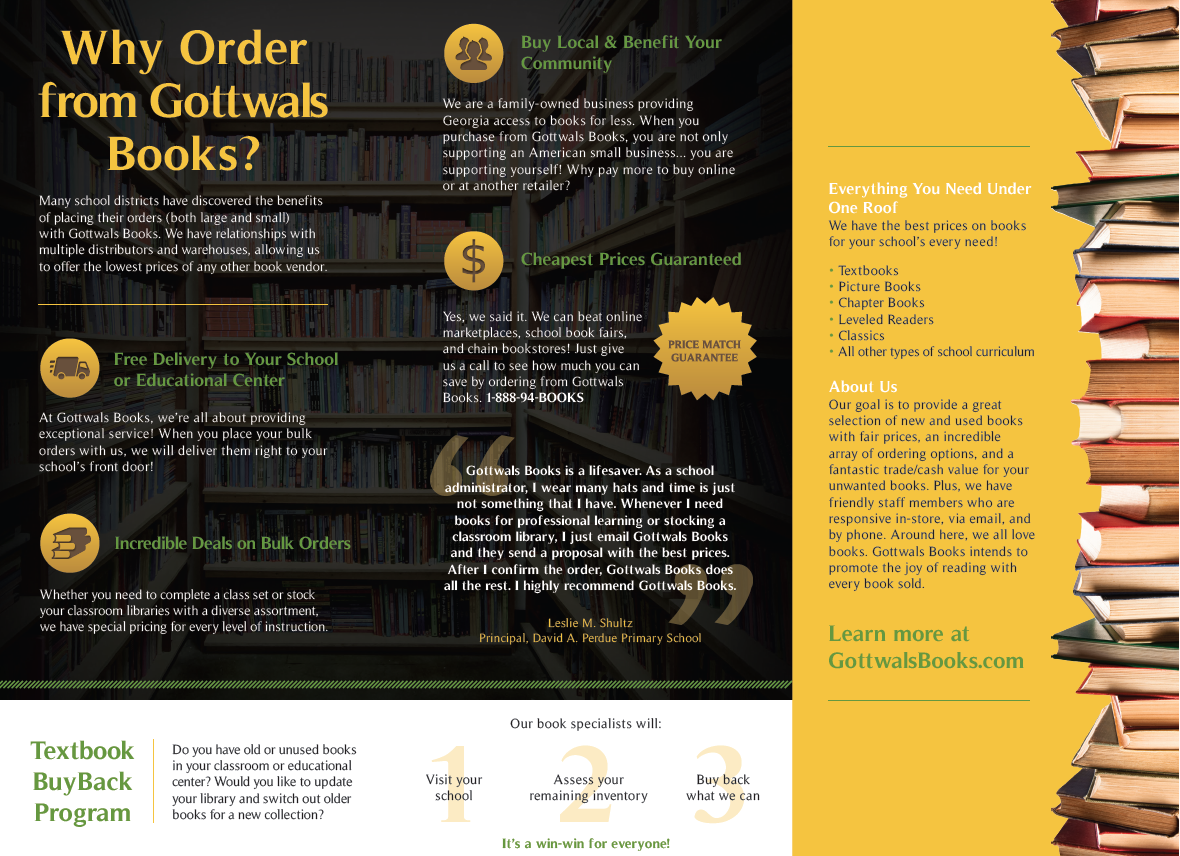 Why Order
from Gottwals
Books?
Many school districts have discovered the benefits
of placing their orders (both large and small)
with Gottwals Books. We have relationships with
multiple distributors and warehouses, allowing us
to offer the lowest prices of any other book vendor.
Free Delivery to Your School
or Educational Center
At Gottwals Books, we're all about providing
exceptional service! When you place your bulk
orders with us, we will deliver them right to your
school's front door!
Incredible Deals on Bulk Orders
Whether you need to complete a class set or stock
your classroom libraries with a diverse assortment,
we have special pricing for every level of instruction.
Buy Local & Benefit Your
Community
We are a family-owned business providing
Georgia access to books for less. When you
purchase from Gottwals Books, you are not only
supporting an American small business... you are
supporting yourself! Why pay more to buy online
or at another retailer?
$
Cheapest Prices Guaranteed
Yes, we said it. We can beat online
marketplaces, school book fairs,
and chain bookstores! Just give
us a call to see how much you can
save by ordering from Gottwals
Books. 1-888-94-BOOKS
PRICE MATCH
GUARANTEE
“
Gottwals Books is a lifesaver. As a school
administrator, I wear many hats and time is just
not something that I have. Whenever I need
books for professional learning or stocking a
classroom library, I just email Gottwals Books
and they send a proposal with the best prices.
After I confirm the order, Gottwals Books does
all the rest. I highly recommend Gottwals Books.
”
Leslie M. Shultz
Principal, David A. Perdue Primary School
Textbook
BuyBack
Program
Do you have old or unused books
in your classroom or educational
center? Would you like to update
your library and switch out older
books for a new collection?
Our book specialists will:
1
Visit your
school
2
Assess your
remaining inventory
3
Buy back
what we can
It's a win-win for everyone!
Everything You Need Under
One Roof
We have the best prices on books
for your school's every need!
• Textbooks
• Picture Books
• Chapter Books
• Leveled Readers
• Classics
• All other types of school curriculum
About Us
Our goal is to provide a great
selection of new and used books
with fair prices, an incredible
array of ordering options, and a
fantastic trade/cash value for your
unwanted books. Plus, we have
friendly staff members who are
responsive in-store, via email, and
by phone. Around here, we all love
books. Gottwals Books intends to
promote the joy of reading with
every book sold.
Learn more at
GottwalsBooks.com